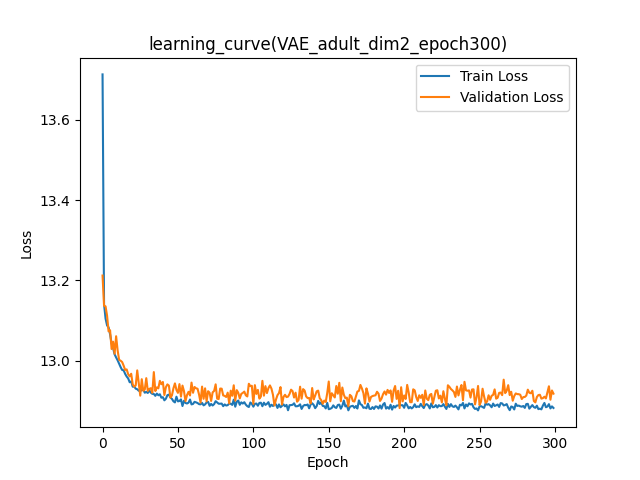 learning_curve(VAE_adult_dim2_epoch300)
Train Loss
Validation Loss
13.6
13.4
13.2
13.0
Loss
0 50 100 150 200 250 300
Epoch